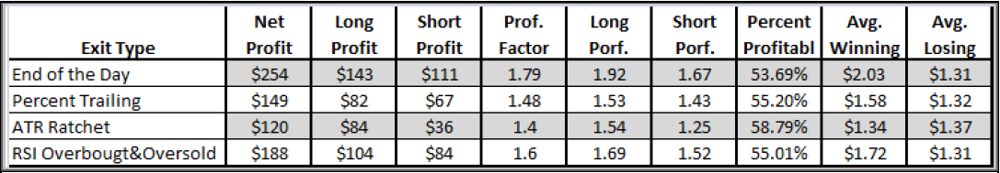 Net Long Short Prof. Long Short Percent Avg. Avg.
Exit Type Profit Profit Profit Factor Porf. Porf. Profitabl Winning Losing
End of the Day $254 $143 $111 1.79 1.92 1.67 53.69% $2.03 $1.31
Percent Trailing $149 $82 $67 1.48 1.53 1.43 55.20% $1.58 $1.32
ATR Ratchet $120 $84 $36 1.4 1.54 1.25 58.79% $1.34 $1.37
RSI Overbougt&Oversold $188 $104 $84 1.6 1.69 1.52 55.01% $1.72 $1.31